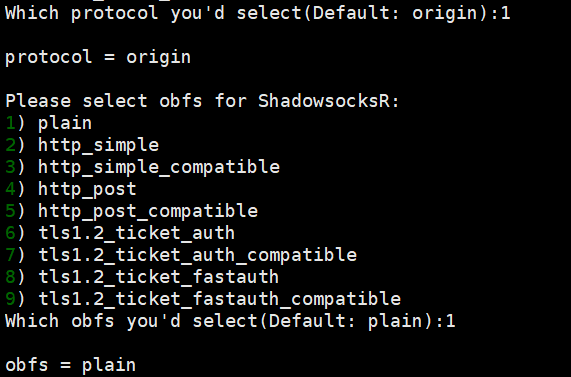 Which protocol you'd select(Default: origin):1
protocol = origin
Please select obfs for ShadowsocksR:
1) plain
2) http_simple
3) http_simple_compatible
4) http_post
5) http_post_compatible
6) tls1.2_ticket_auth
7) tls1.2_ticket_auth_compatible
8) tls1.2_ticket_fastauth
9) tls1.2_ticket_fastauth_compatible
Which obfs you'd select(Default: plain):1
obfs = plain